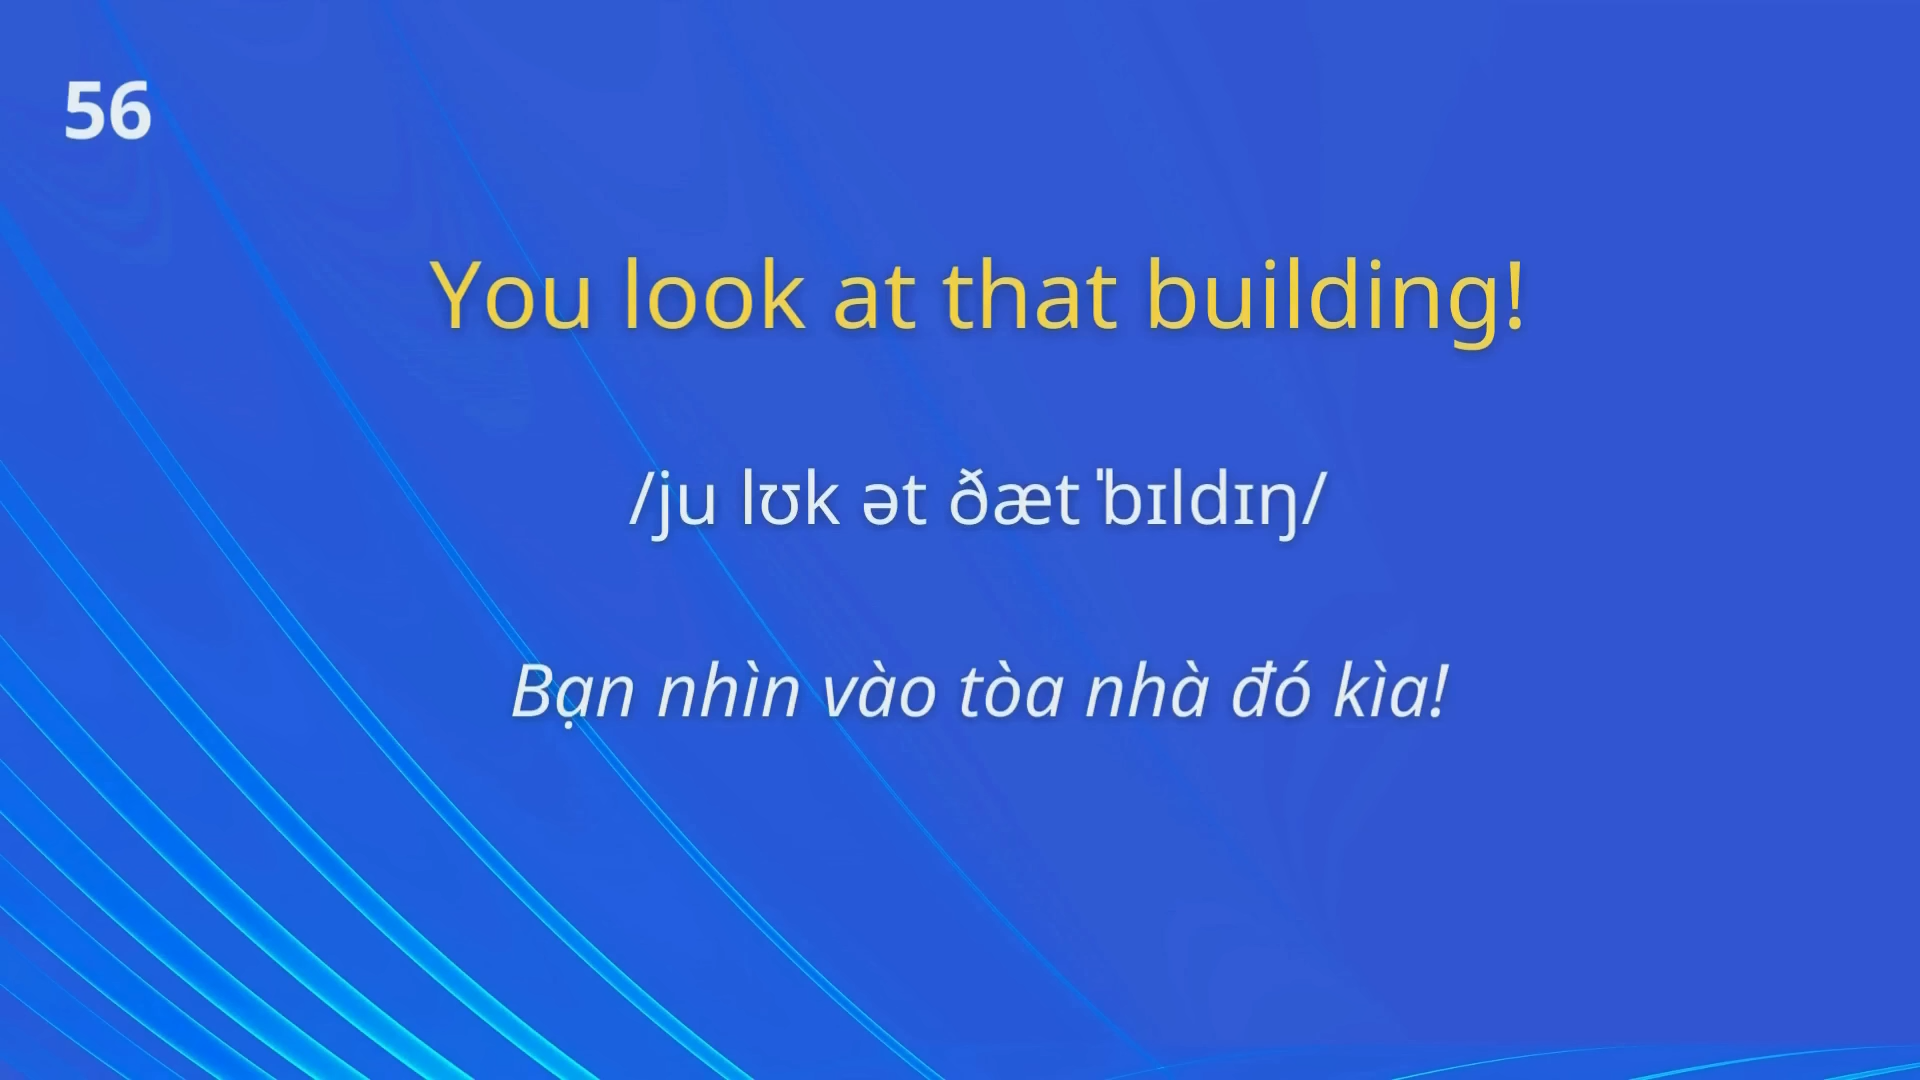 56
You look at that building!
/ju lʊk ət ðæt ˈbɪldɪŋ/
Bạn nhìn vào tòa nhà đó kìa!